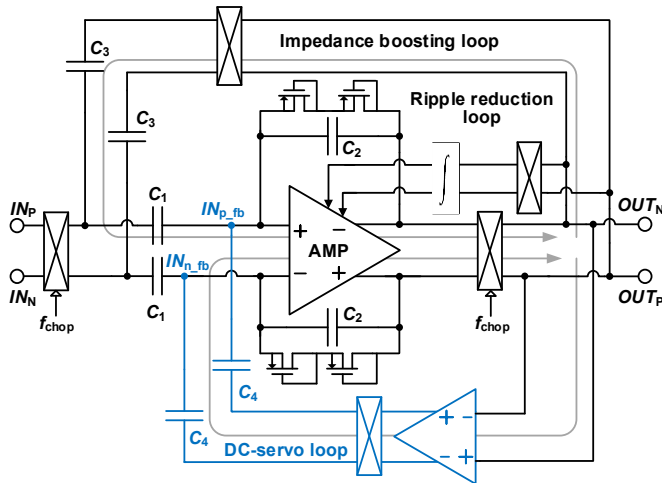 Impedance boosting loop
C3
C3
Ripple reduction
loop
C2
∫
INP
C1
INp_fb
+ −
AMP
OUTN
INN
INn_fb
− +
OUTP
C1
fchop
C2
fchop
C4
C4
+ −
− +
DC-servo loop